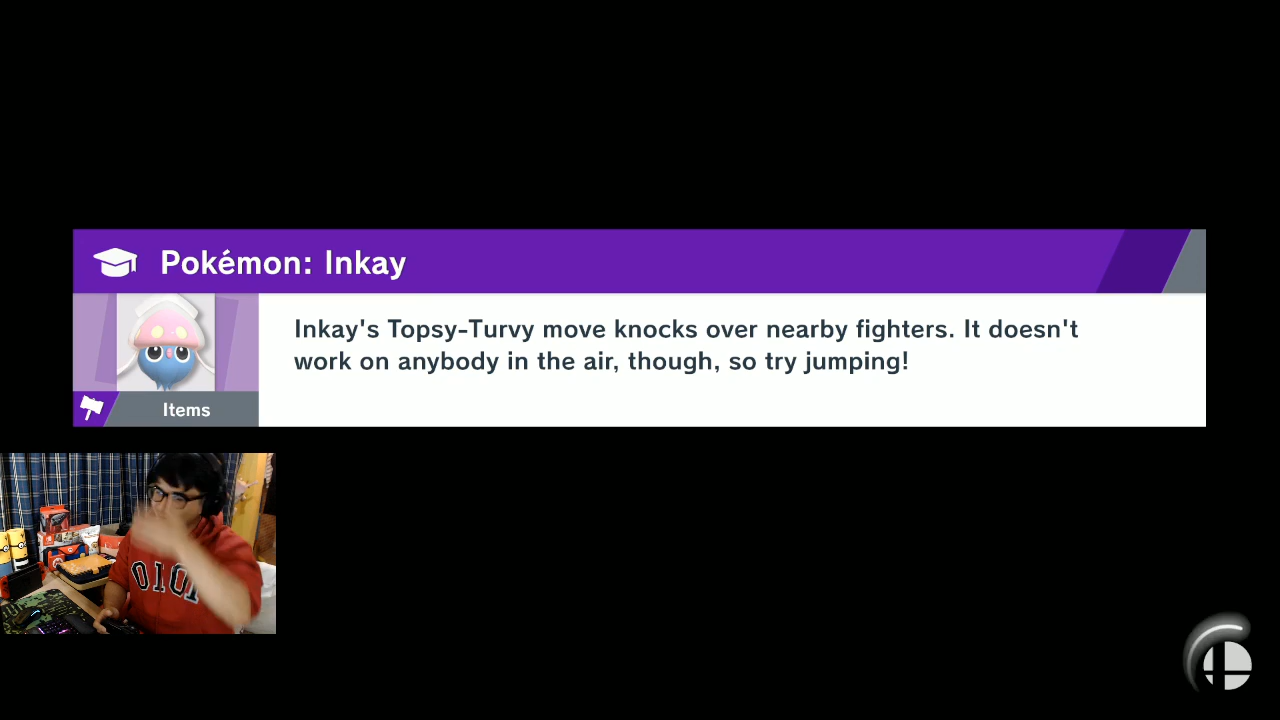 Pokémon: Inkay
Inkay's Topsy-Turvy move knocks over nearby fighters. It doesn't
work on anybody in the air, though, so try jumping!
Items